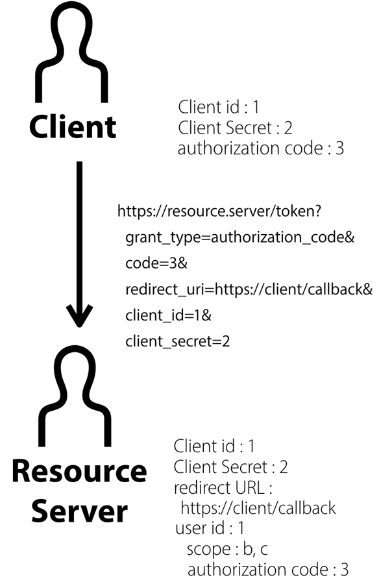 Client
Client id : 1
Client Secret : 2
authorization code : 3
https://resource.server/token?
grant_type=authorization_code&
code=3&
redirect_uri=https://client/callback&
client_id=1&
client_secret=2
Resource
Server
Client id : 1
Client Secret : 2
redirect URL :
https://client/callback
user id : 1
scope : b, c
authorization code : 3